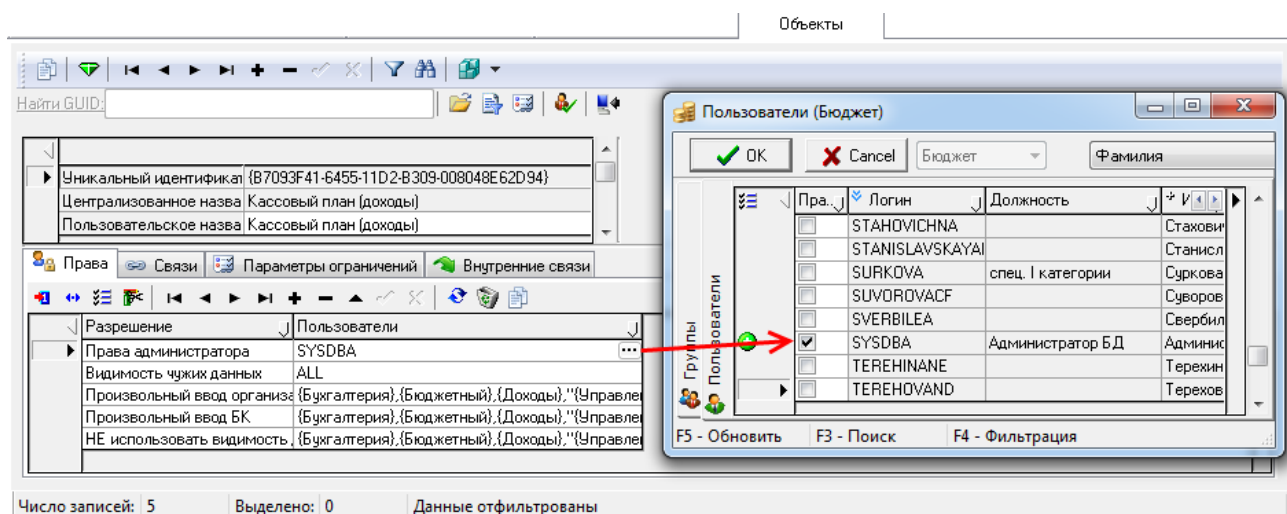 Объекты
Найти GUID:
Уникальный идентификат {B7093F41-6455-11D2-B309-008048E62D94}
Централизованное назва Кассовый план (доходы)
Пользовательское назва Кассовый план (доходы)
Права Связи Параметры ограничений Внутренние связи
Разрешение Пользователи
Права администратора SYSDBA
Видимость чужих данных ALL
Произвольный ввод организа {Бухгалтерия},{Бюджетный},{Доходы},"{Управле
Произвольный ввод БК {Бухгалтерия},{Бюджетный},{Доходы},"{Управле
НЕ использовать видимость {Бухгалтерия},{Бюджетный},{Доходы},"{Управле
Число записей: 5 Выделено: 0 Данные отфильтрованы
Пользователи (Бюджет)
OK Cancel Бюджет Фамилия
Группы
Пользователи
Пра... Логин Должность И
STAHOVICHNA Стахови
STANISLAVSKAYAI Станисл
SURKOVA спец. I категории Суркова
SUVOROVACF Суворов
SVERBILEA Свербил
SYSDBA Администратор БД Админис
TEREHINANE Терехин
TEREHOVAND Терехов
F5 - Обновить F3 - Поиск F4 - Фильтрация